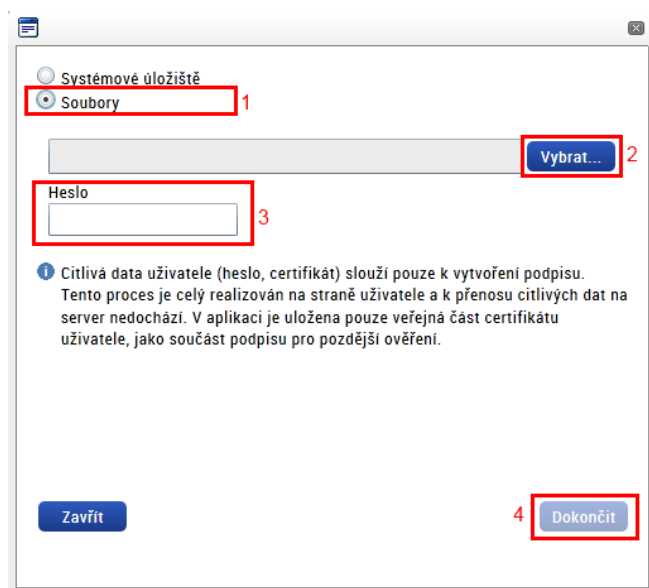 Systémové úložiště
Soubory 1
Vybrat... 2
Heslo
3
Citlivá data uživatele (heslo, certifikát) slouží pouze k vytvoření podpisu.
Tento proces je celý realizován na straně uživatele a k přenosu citlivých dat na
server nedochází. V aplikaci je uložena pouze veřejná část certifikátu
uživatele, jako součást podpisu pro pozdější ověření.
Zavřít 4 Dokončit